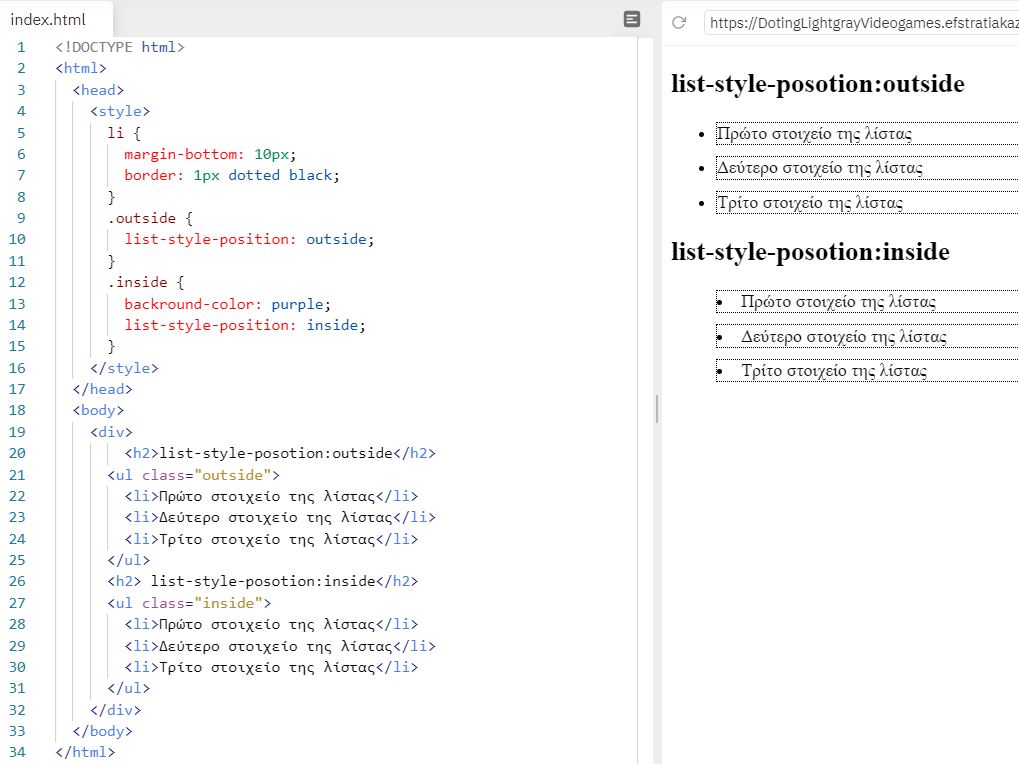 index.html
https://DotingLightgrayVideogames.efstratiakaz
1 <!DOCTYPE html>
2 <html>
3 <head>
4 <style>
5 li {
6 margin-bottom: 10px;
7 border: 1px dotted black;
8 }
9 .outside {
10 list-style-position: outside;
11 }
12 .inside {
13 backround-color: purple;
14 list-style-position: inside;
15 }
16 </style>
17 </head>
18 <body>
19 <div>
20 <h2>list-style-posotion:outside</h2>
21 <ul class="outside">
22 <li>Πρώτο στοιχείο της λίστας</li>
23 <li>Δεύτερο στοιχείο της λίστας</li>
24 <li>Τρίτο στοιχείο της λίστας</li>
25 </ul>
26 <h2> list-style-posotion:inside</h2>
27 <ul class="inside">
28 <li>Πρώτο στοιχείο της λίστας</li>
29 <li>Δεύτερο στοιχείο της λίστας</li>
30 <li>Τρίτο στοιχείο της λίστας</li>
31 </ul>
32 </div>
33 </body>
34 </html>
list-style-posotion:outside
• Πρώτο στοιχείο της λίστας
• Δεύτερο στοιχείο της λίστας
• Τρίτο στοιχείο της λίστας
list-style-posotion:inside
• Πρώτο στοιχείο της λίστας
• Δεύτερο στοιχείο της λίστας
• Τρίτο στοιχείο της λίστας